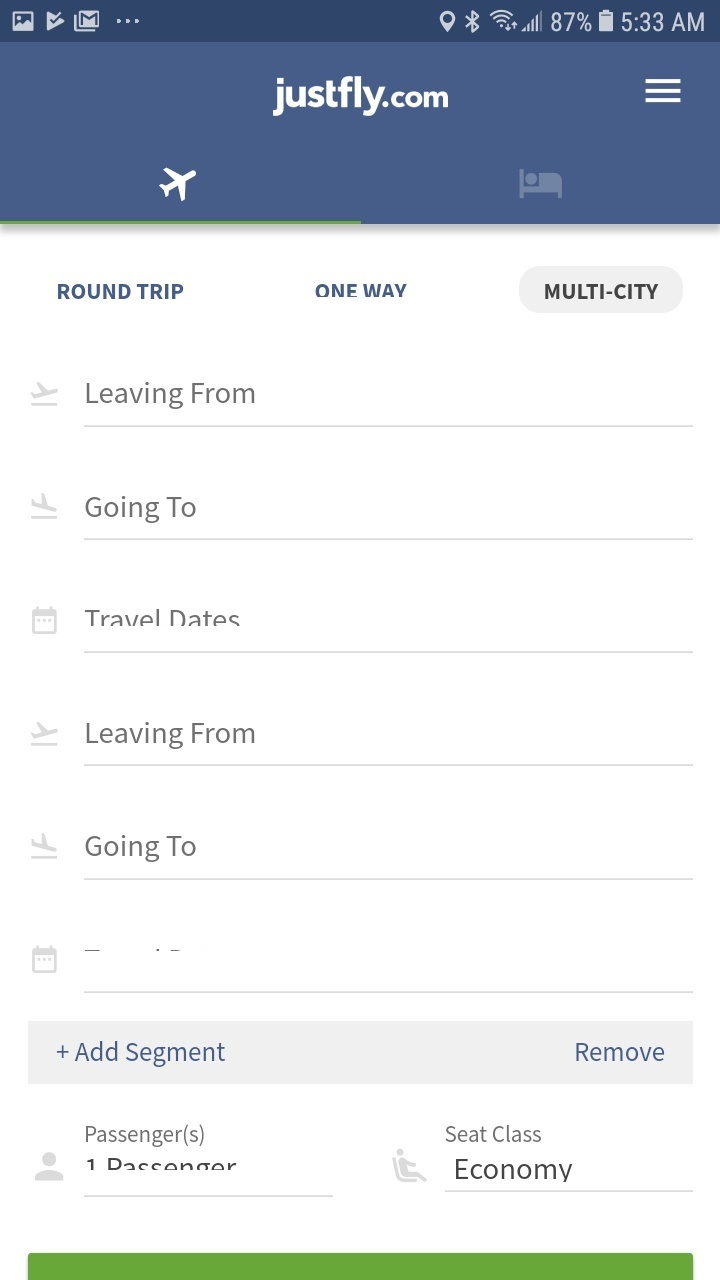 87% 5:33 AM
justfly.com
ROUND TRIP ONE WAY MULTI-CITY
Leaving From
Going To
Travel Dates
Leaving From
Going To
+ Add Segment Remove
Passenger(s) Seat Class
1 Passenger Economy